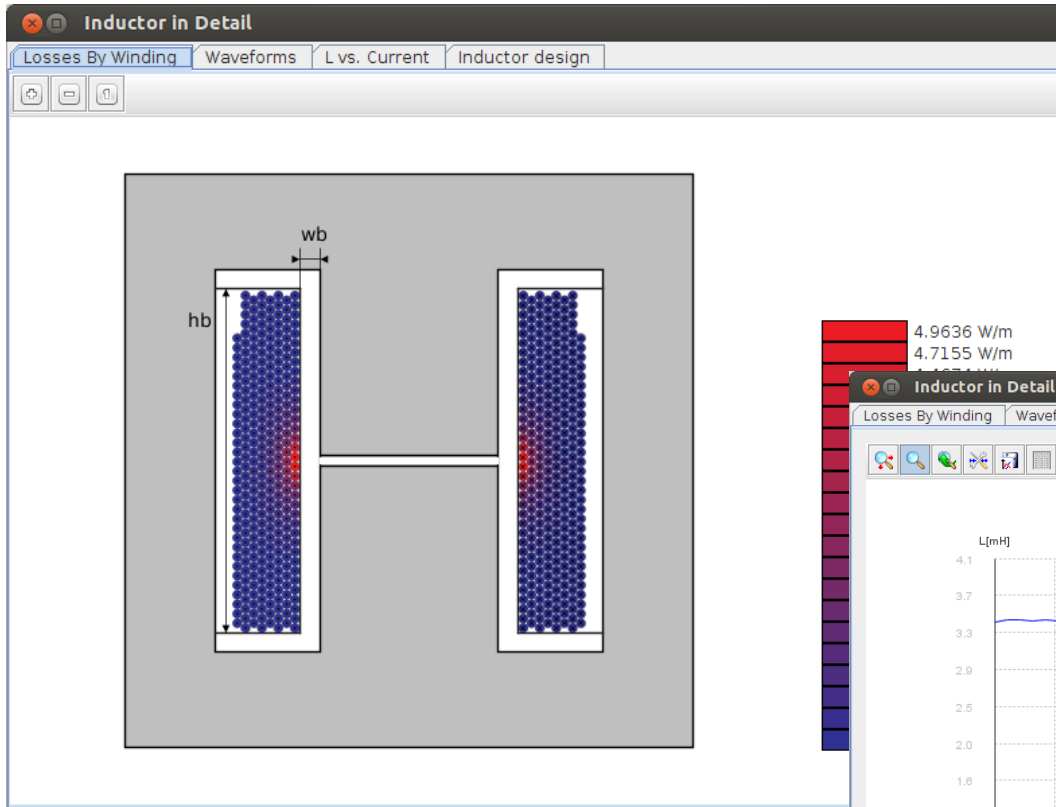 Inductor in Detail
Losses By Winding
Waveforms
L vs. Current
Inductor design
wb
hb
4.9636 W/m
4.7155 W/m
Inductor in Detail
Losses By Winding
L[mH]
4.1
3.7
3.3
2.9
2.5
2.0
1.6